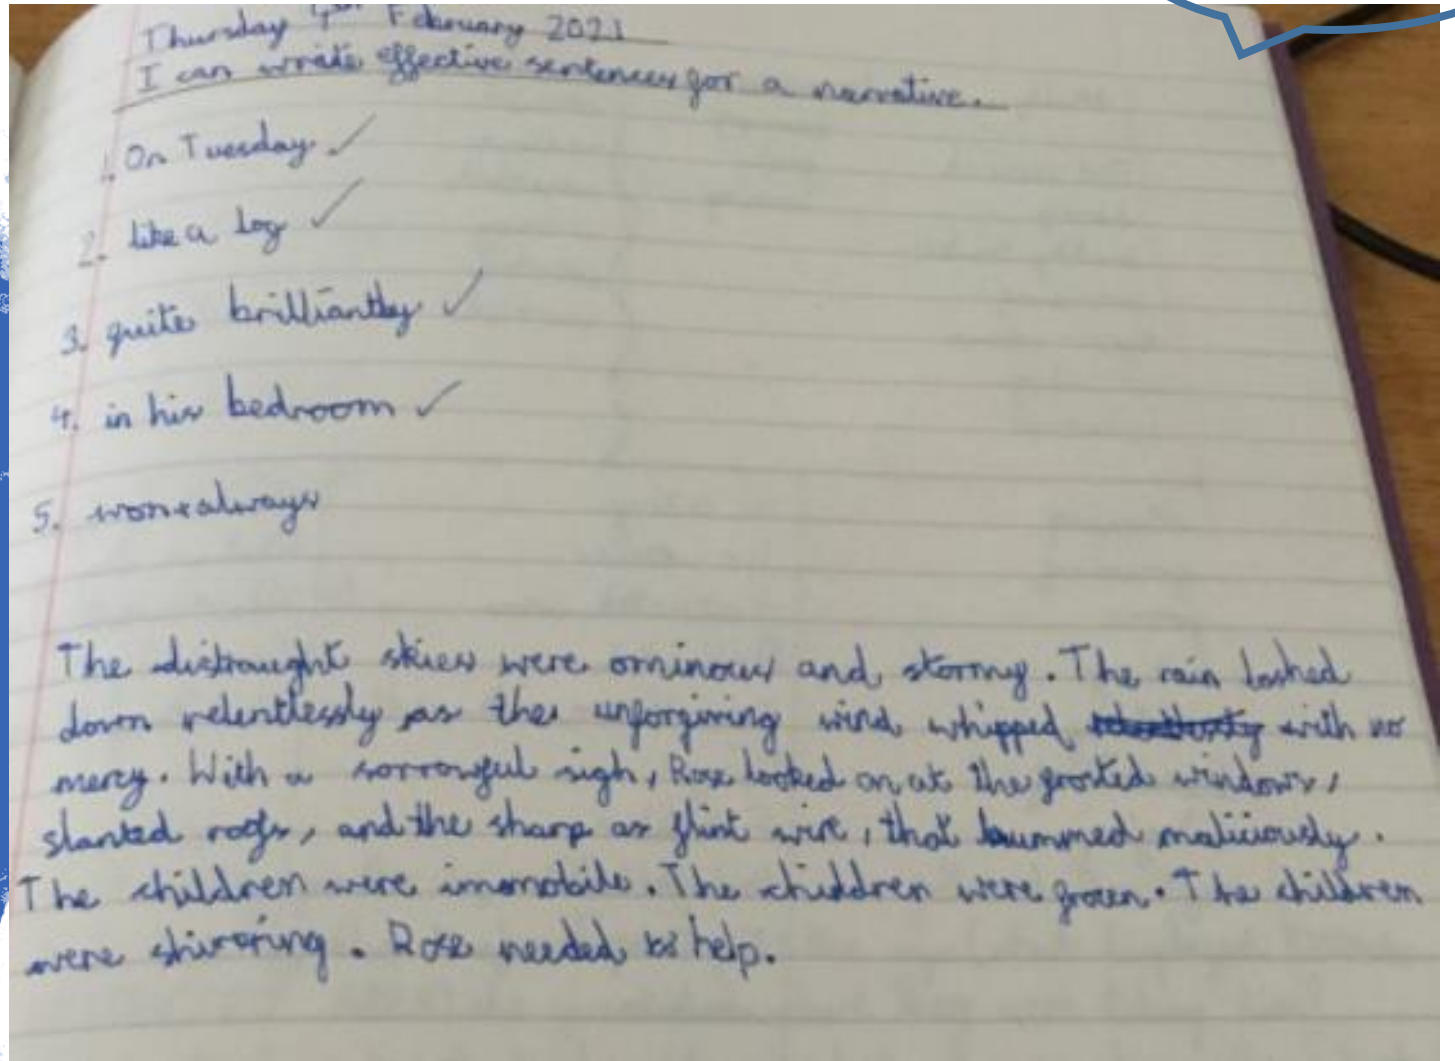 Thursday 4th February 2021
I can write effective sentences for a narrative.
1. On Tuesday ✓
2. like a log ✓
3. quite brilliantly ✓
4. in his bedroom ✓
5. always
The distraught skies were ominous and stormy. The rain lashed
down relentlessly as the unforgiving wind whipped with no
mercy. With a sorrowful sigh, Rose looked on at the frosted windows,
slanted roofs, and the sharp as flint wire, that hummed maliciously.
The children were immobile. The children were frozen. The children
were shivering. Rose needed to help.